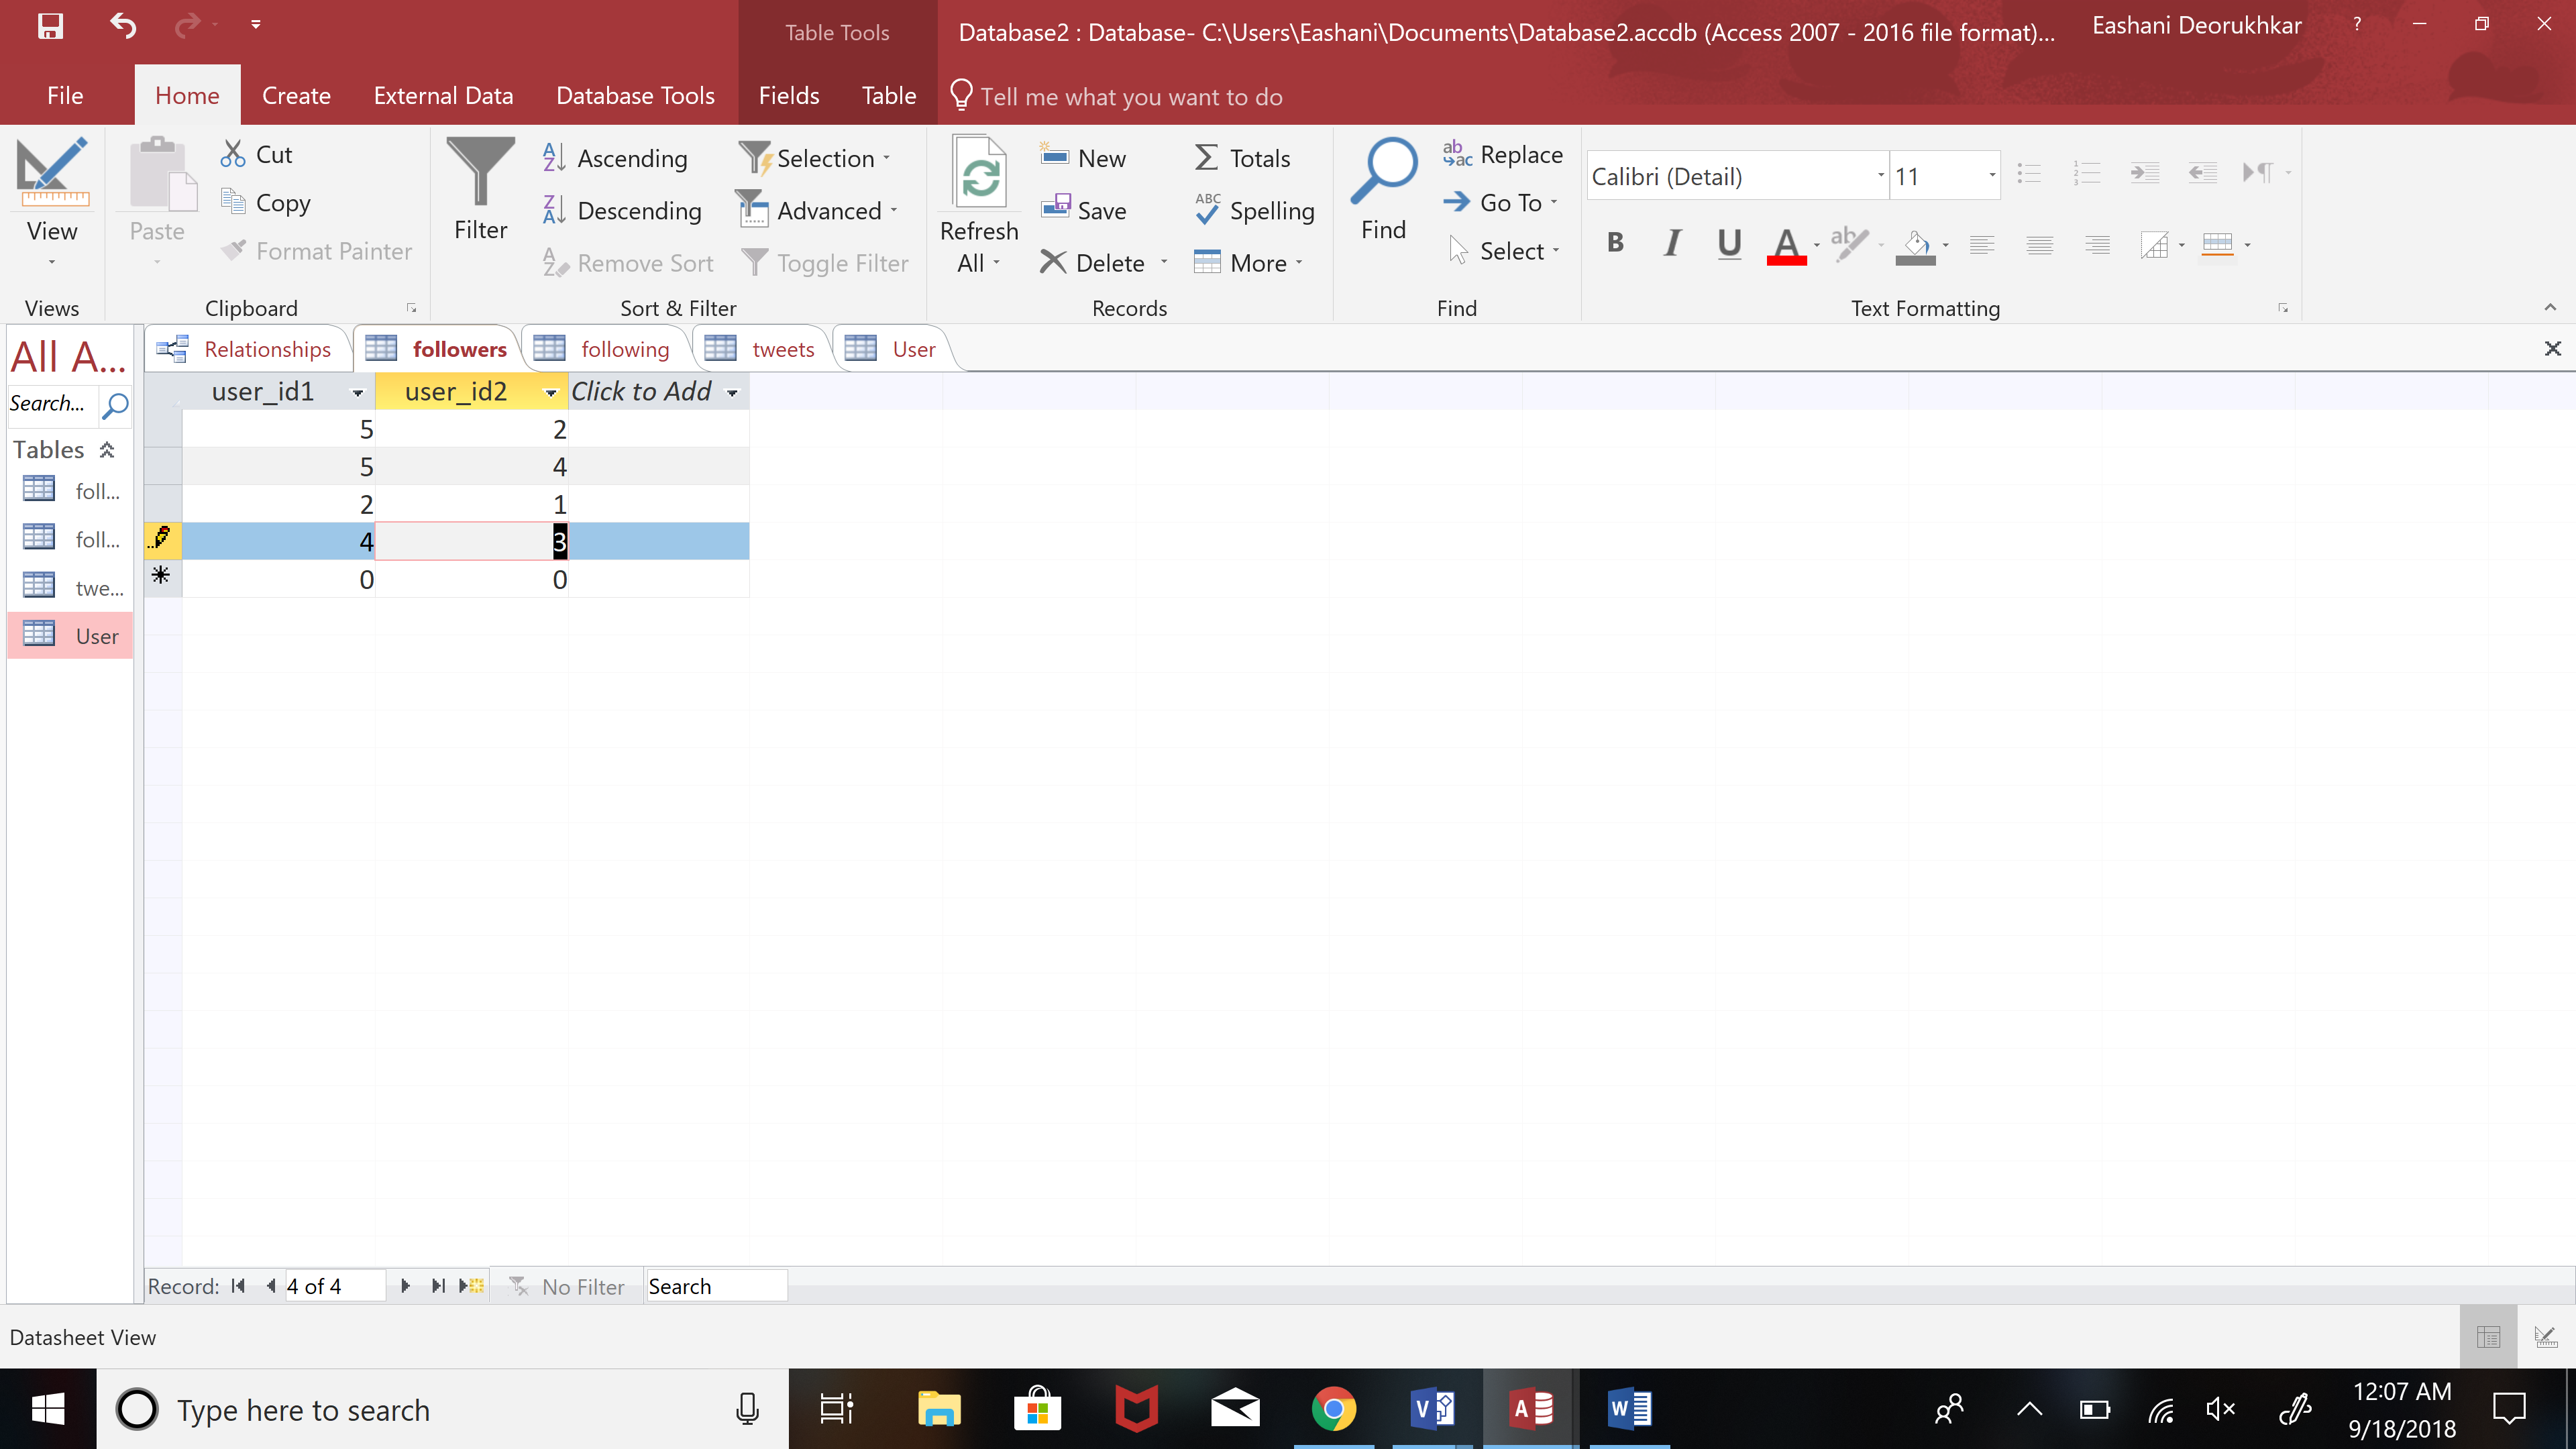 Table Tools
Database2 : Database- C:\Users\Eashani\Documents\Database2.accdb (Access 2007 - 2016 file format)...
Eashani Deorukhkar
?
File
Home
Create
External Data
Database Tools
Fields
Table
Tell me what you want to do
View
Views
Paste
Cut
Copy
Format Painter
Clipboard
Filter
Ascending
Descending
Remove Sort
Selection
Advanced
Toggle Filter
Sort & Filter
Refresh
All
New
Save
Delete
Totals
Spelling
More
Records
Find
Replace
Go To
Select
Find
Calibri (Detail)
11
B I U A
Text Formatting
All A...
Search...
Tables
foll...
foll...
twe...
User
Relationships
followers
following
tweets
User
user_id1 user_id2 Click to Add
5 2
5 4
2 1
4 3
0 0
Record: 4 of 4 No Filter Search
Datasheet View
Type here to search
12:07 AM
9/18/2018